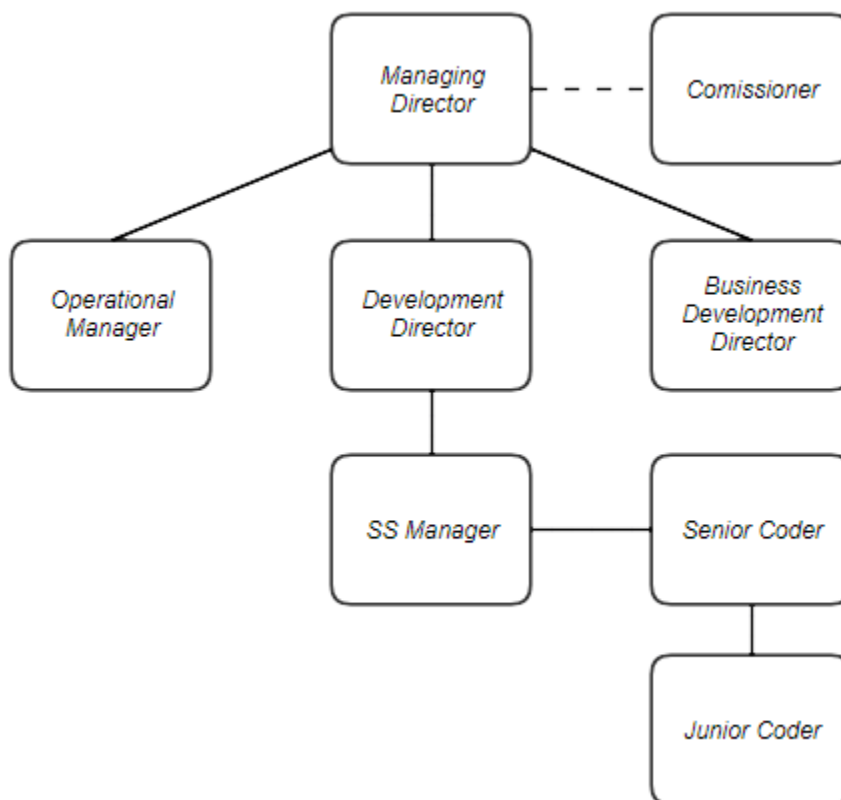 Managing
Director
Comissioner
Operational
Manager
Development
Director
Business
Development
Director
SS Manager
Senior Coder
Junior Coder